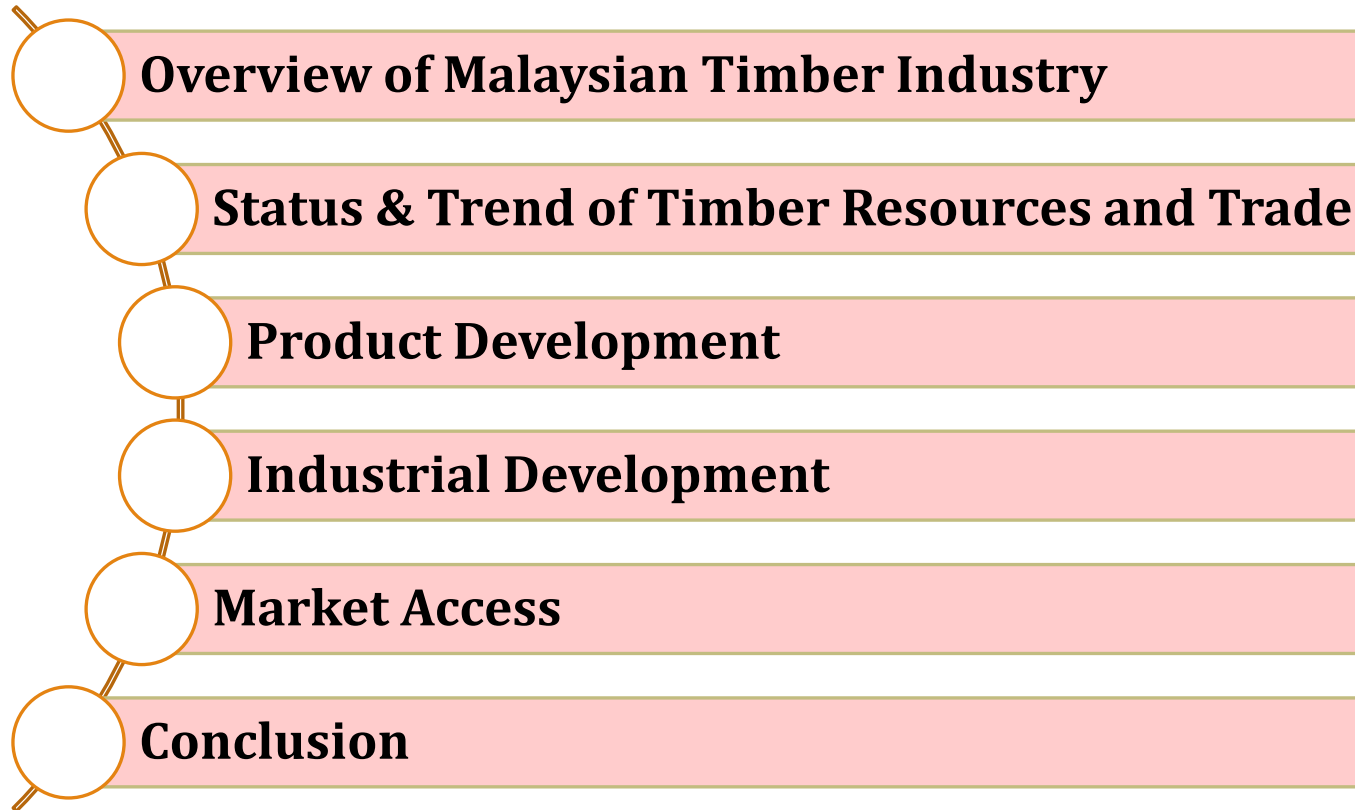 Overview of Malaysian Timber Industry
Status & Trend of Timber Resources and Trade
Product Development
Industrial Development
Market Access
Conclusion